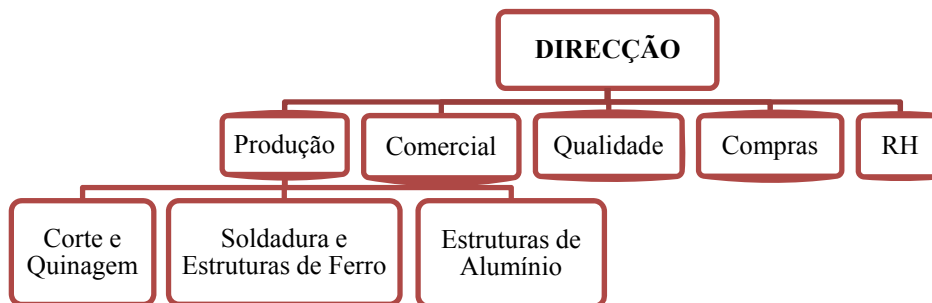 DIRECÇÃO
Produção
Comercial
Qualidade
Compras
RH
Corte e
Quinagem
Soldadura e
Estruturas de Ferro
Estruturas de
Alumínio